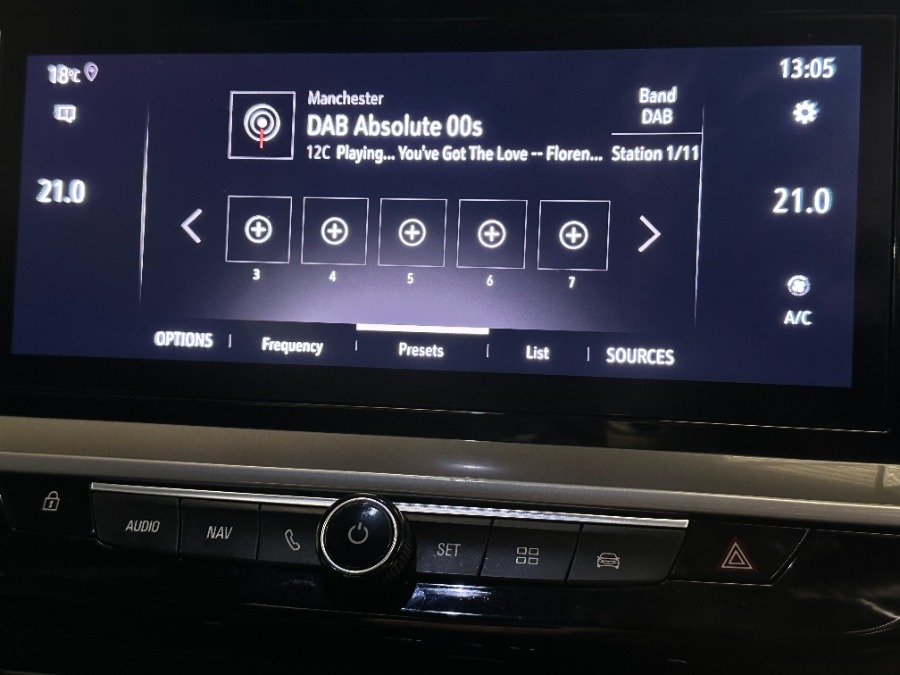 18°C
13:05
Manchester
DAB Absolute 00s
12C Playing... You've Got The Love -- Floren...
Band
DAB
Station 1/11
21.0
21.0
3 4 5 6 7
A/C
OPTIONS | Frequency | Presets | List | SOURCES
AUDIO
NAV
SET